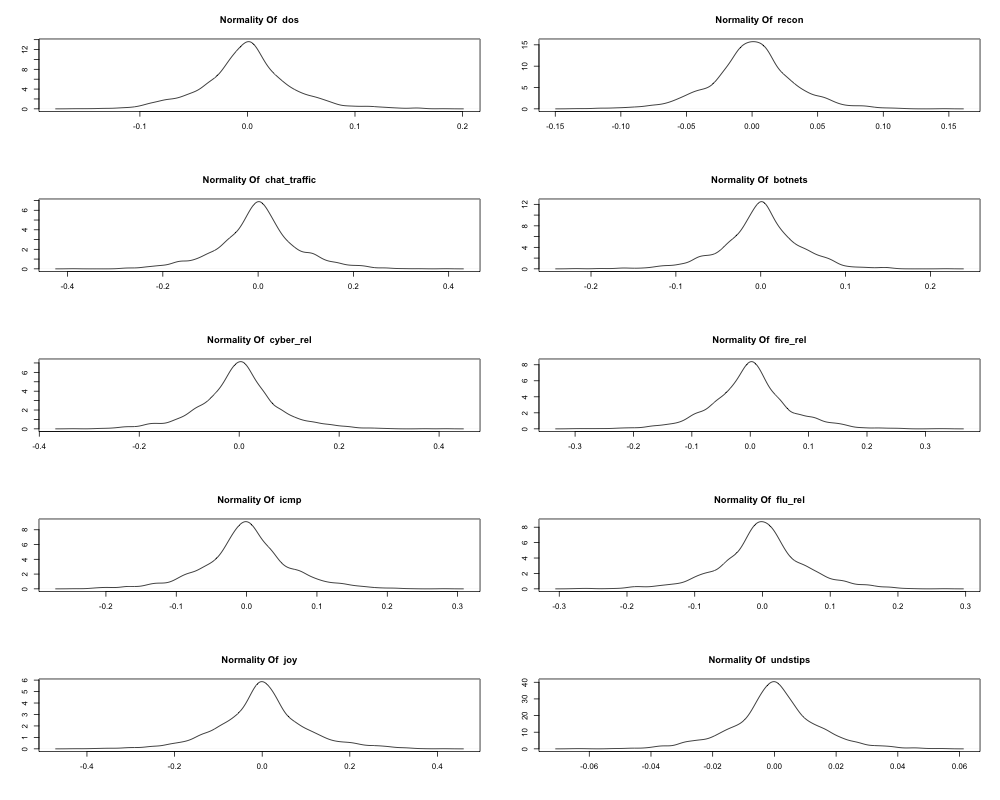 Normality Of dos
12
8
4
0
-0.1 0.0 0.1 0.2
Normality Of recon
15
10
5
0
-0.15 -0.10 -0.05 0.00 0.05 0.10 0.15
Normality Of chat_traffic
6
4
2
0
-0.4 -0.2 0.0 0.2 0.4
Normality Of botnets
12
8
4
0
-0.2 -0.1 0.0 0.1 0.2
Normality Of cyber_rel
6
4
2
0
-0.4 -0.2 0.0 0.2 0.4
Normality Of fire_rel
8
6
4
2
0
-0.3 -0.2 -0.1 0.0 0.1 0.2 0.3
Normality Of icmp
8
6
4
2
0
-0.2 -0.1 0.0 0.1 0.2 0.3
Normality Of flu_rel
8
6
4
2
0
-0.3 -0.2 -0.1 0.0 0.1 0.2 0.3
Normality Of joy
6
5
4
3
2
1
0
-0.4 -0.2 0.0 0.2 0.4
Normality Of undstips
40
30
20
10
0
-0.06 -0.04 -0.02 0.00 0.02 0.04 0.06